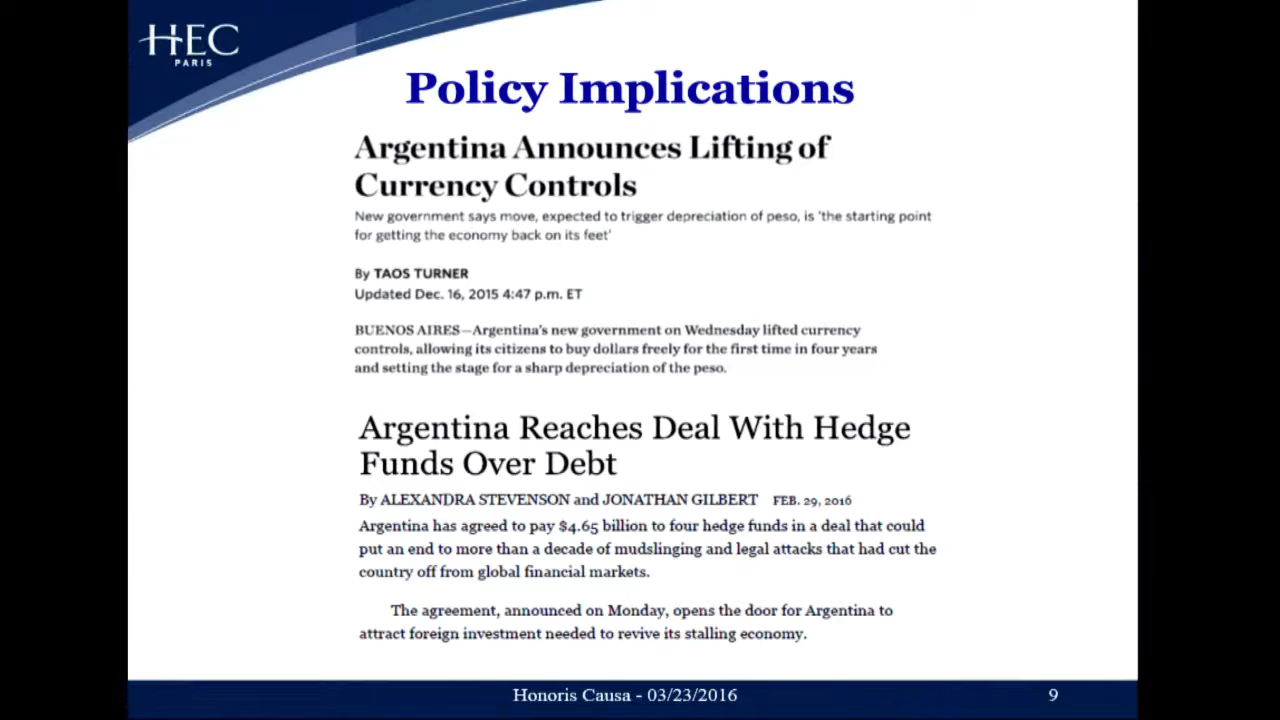 HEC
PARIS
Policy Implications
Argentina Announces Lifting of
Currency Controls
New government says move, expected to trigger depreciation of peso, is ‘the starting point
for getting the economy back on its feet’
By TAOS TURNER
Updated Dec. 16, 2015 4:47 p.m. ET
BUENOS AIRES—Argentina’s new government on Wednesday lifted currency
controls, allowing its citizens to buy dollars freely for the first time in four years
and setting the stage for a sharp depreciation of the peso.
Argentina Reaches Deal With Hedge
Funds Over Debt
By ALEXANDRA STEVENSON and JONATHAN GILBERT FEB. 29, 2016
Argentina has agreed to pay $4.65 billion to four hedge funds in a deal that could
put an end to more than a decade of mudslinging and legal attacks that had cut the
country off from global financial markets.
The agreement, announced on Monday, opens the door for Argentina to
attract foreign investment needed to revive its stalling economy.
Honoris Causa - 03/23/2016 9